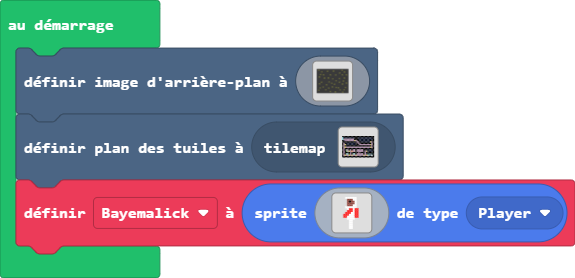 au démarrage
définir image d'arrière-plan à
définir plan des tuiles à tilemap
définir Bayemalick à sprite de type Player